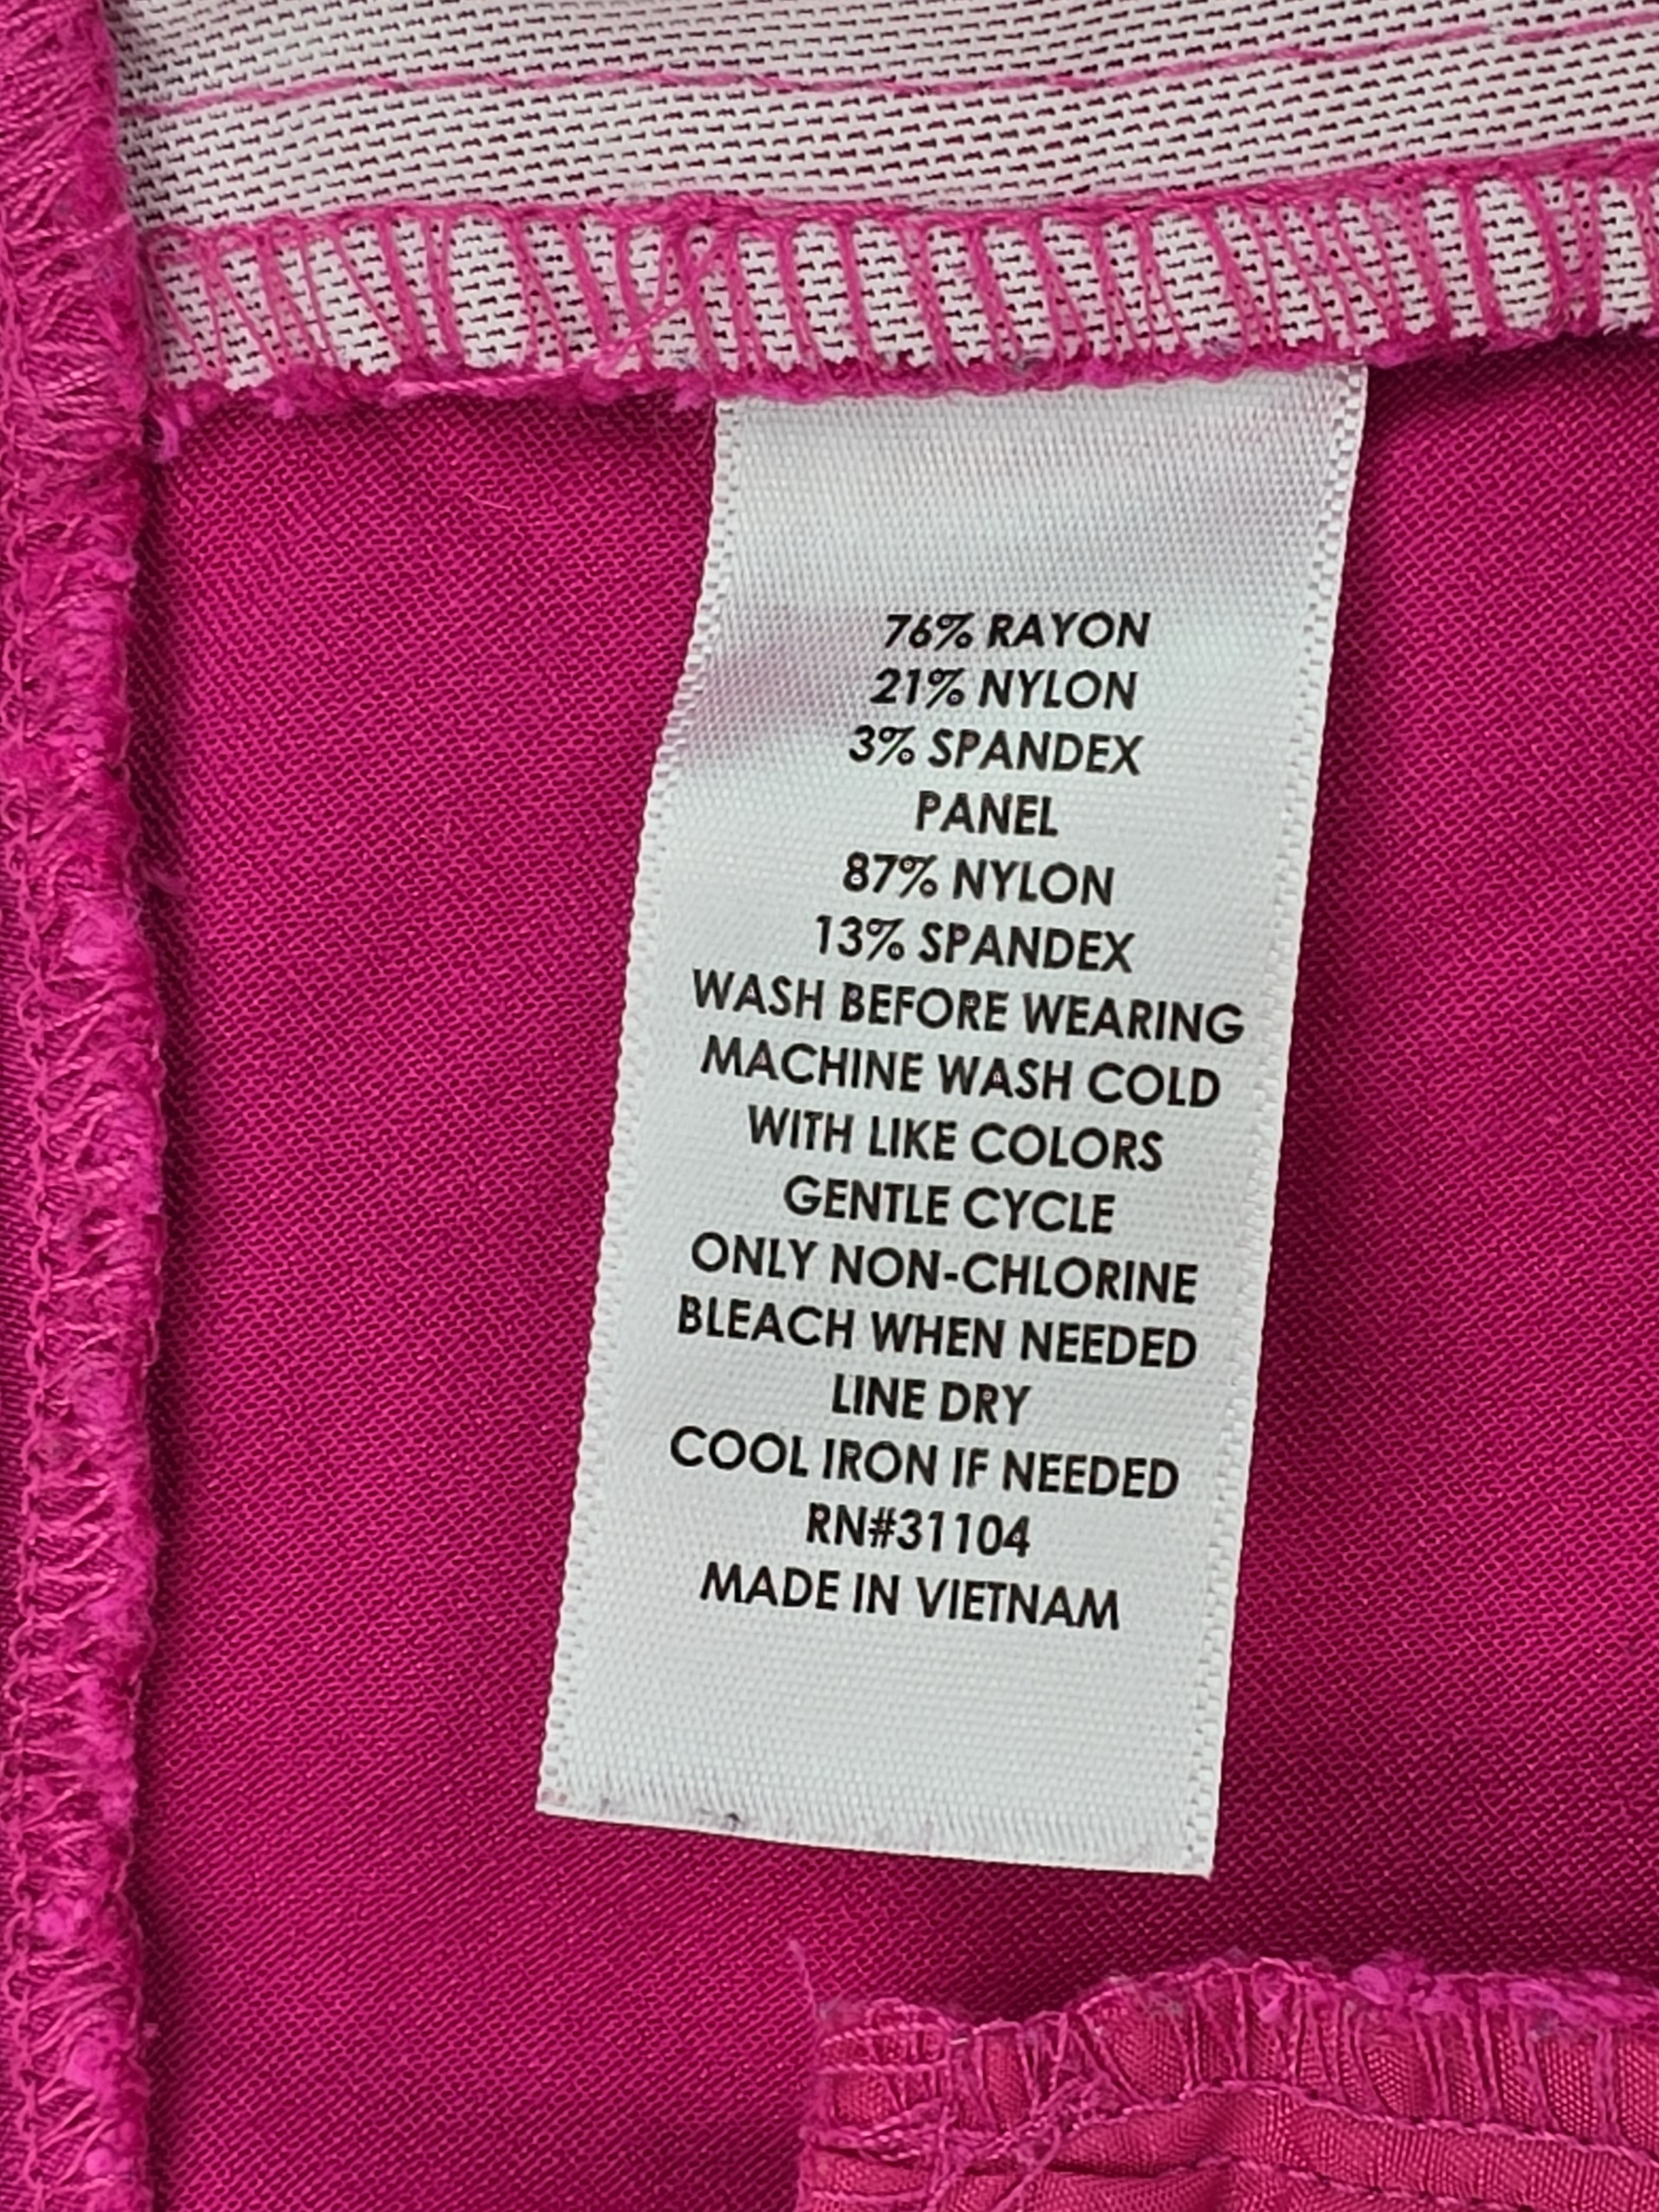 76% RAYON
21% NYLON
3% SPANDEX
PANEL
87% NYLON
13% SPANDEX
WASH BEFORE WEARING
MACHINE WASH COLD
WITH LIKE COLORS
GENTLE CYCLE
ONLY NON-CHLORINE
BLEACH WHEN NEEDED
LINE DRY
COOL IRON IF NEEDED
RN#31104
MADE IN VIETNAM